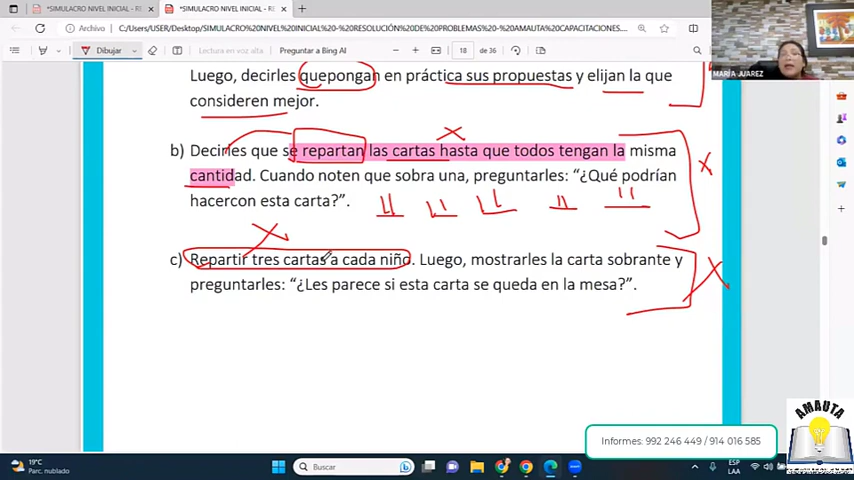 *SIMULACRO NIVEL INICIAL - RESOLUC
*SIMULACRO NIVEL INICIAL - RES
Archivo
C:/Users/USER/Desktop/SIMULACRO%20NIVEL%20INICIAL%20-%20RESOLUCIÓN%20DE%20PROBLEMAS%20-%20AMAUTA%20CAPACITACIONES....
Dibujar
Lectura en voz alta
Preguntar a Bing AI
18
de 36
MARÍA JUAREZ
Luego, decirles quepongan en práctica sus propuestas y elijan la que
consideren mejor.
b) Decirles que se repartan las cartas hasta que todos tengan la misma
cantidad. Cuando noten que sobra una, preguntarles: “¿Qué podrían
hacercon esta carta?”.
c) Repartir tres cartas a cada niño. Luego, mostrarles la carta sobrante y
preguntarles: “¿Les parece si esta carta se queda en la mesa?”.
AMAUTA
Informes: 992 246 449 / 914 016 585
19°C
Parc. nublado
Buscar
ESP
LAA